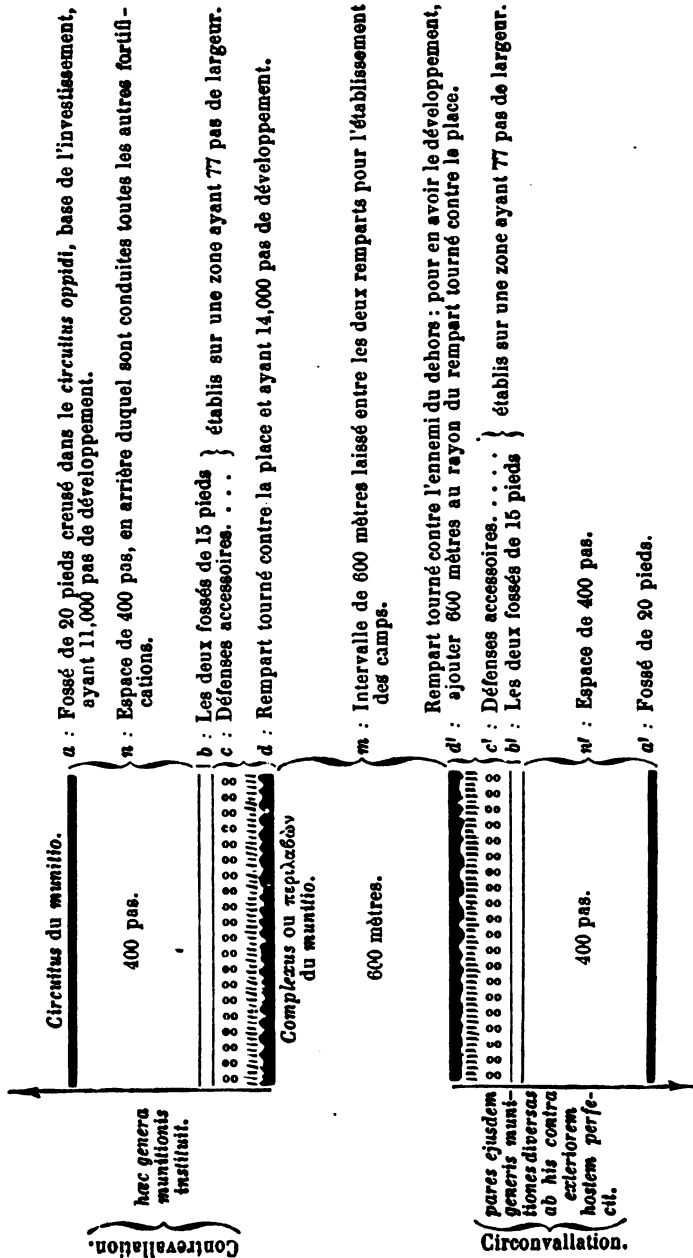 Contrevallation.
hæc genera
munitionis
instituit.
Circuitus du munitio.
400 pas.
Complexus ou περιλαβὼν
du munitio.
600 mètres.
400 pas.
a : Fossé de 20 pieds creusé dans le circuitus oppidi, base de l'investissement,
ayant 11,000 pas de développement.
n : Espace de 400 pas, en arrière duquel sont conduites toutes les autres fortifi-
cations.
b : Les deux fossés de 15 pieds } établis sur une zone ayant 77 pas de largeur.
c : Défenses accessoires. . . . }
d : Rempart tourné contre la place et ayant 14,000 pas de développement.
m : Intervalle de 600 mètres laissé entre les deux remparts pour l'établissement
des camps.
d' : Rempart tourné contre l'ennemi du dehors : pour en avoir le développement,
ajouter 600 mètres au rayon du rempart tourné contre la place.
c' : Défenses accessoires. . . . . } établis sur une zone ayant 77 pas de largeur.
b' : Les deux fossés de 15 pieds }
n' : Espace de 400 pas.
a' : Fossé de 20 pieds.
Circonvallation.
pares ejusdem
generis muni-
tiones diversas
ab his contra
exteriorem
hostem perfe-
cit.